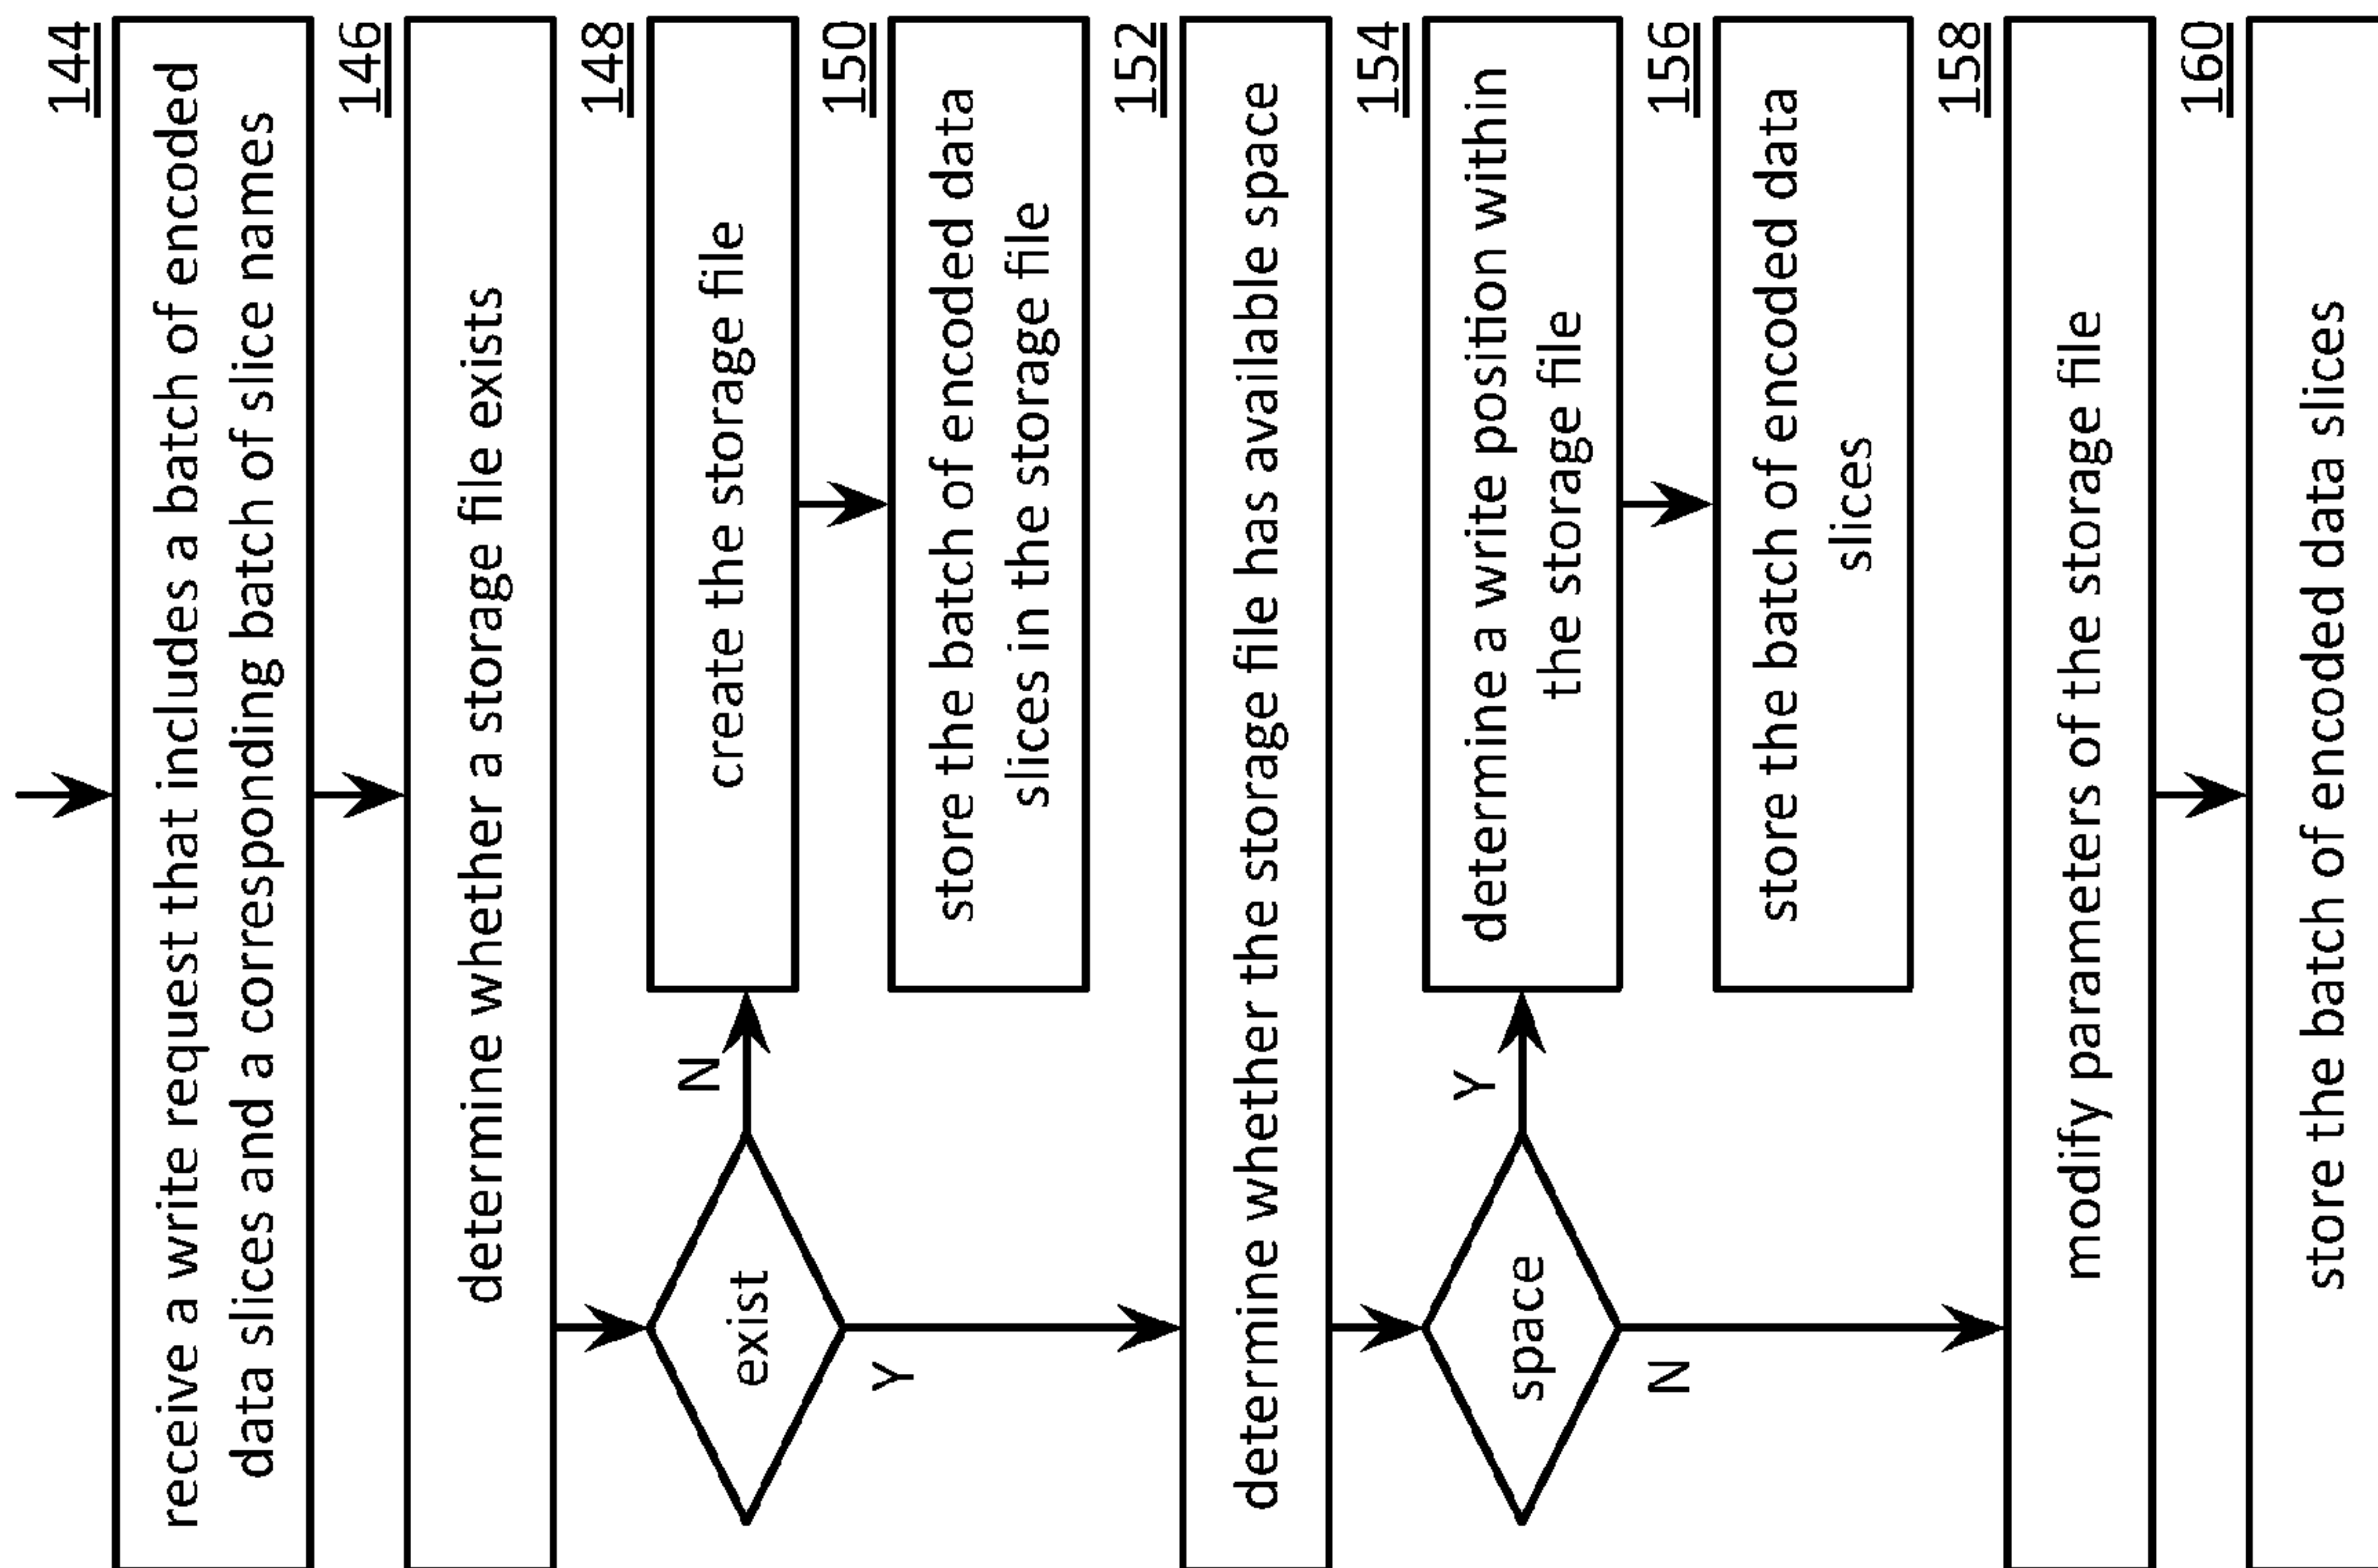 144
receive a write request that includes a batch of encoded
data slices and a corresponding batch of slice names
146
determine whether a storage file exists
148
exist
N
create the storage file
150
store the batch of encoded data
slices in the storage file
Y
152
determine whether the storage file has available space
154
space
Y
determine a write position within
the storage file
156
store the batch of encoded data
slices
N
158
modify parameters of the storage file
160
store the batch of encoded data slices